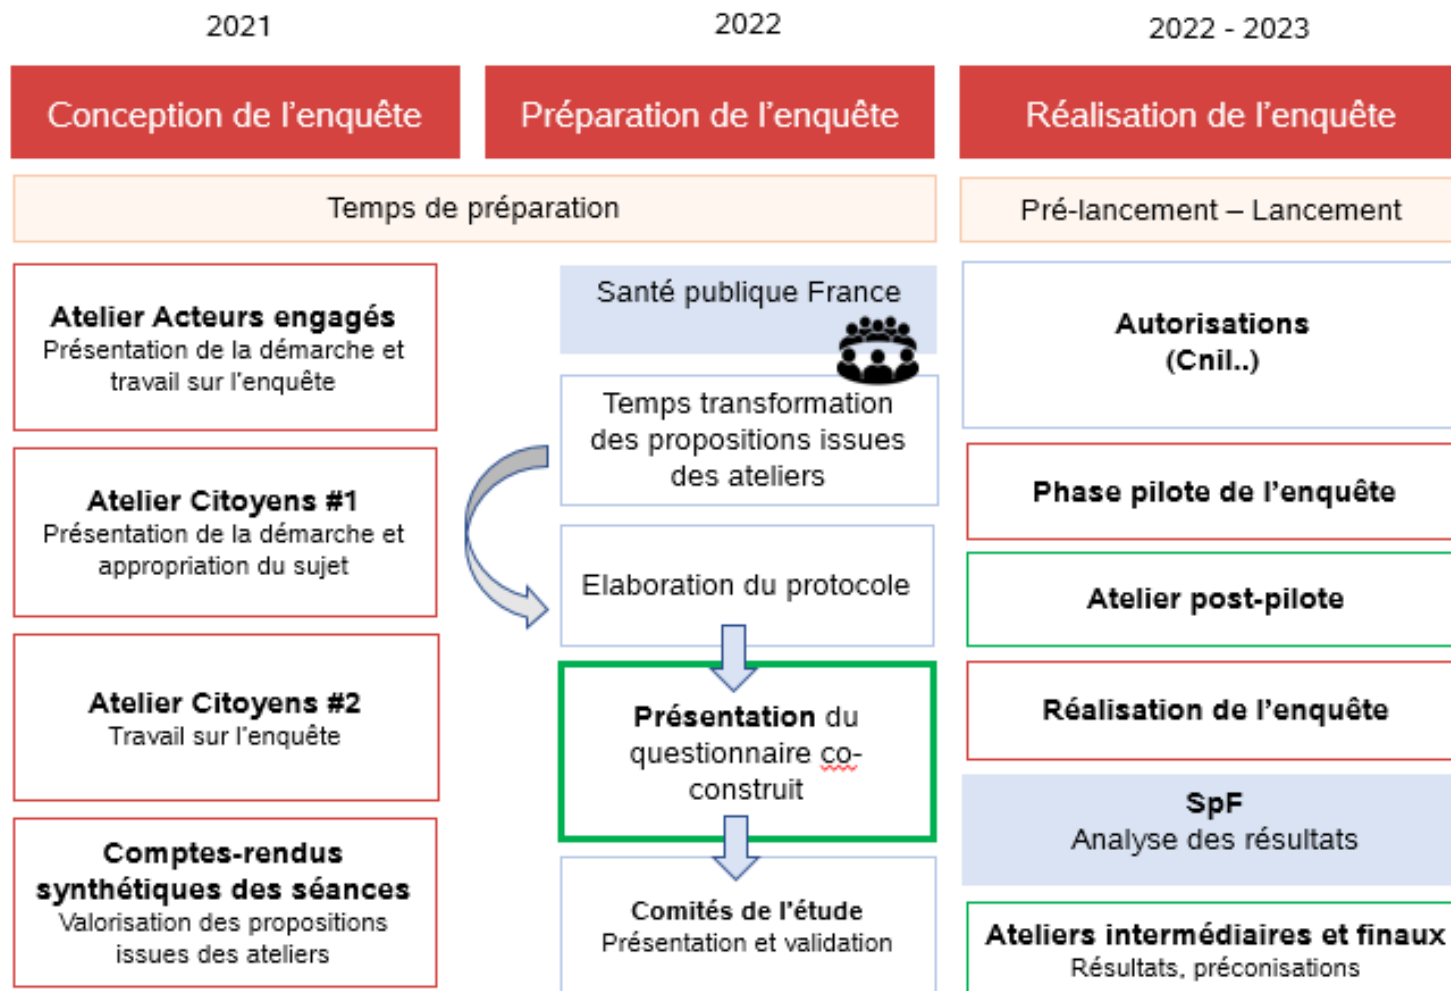 2021
2022
2022 - 2023
Conception de l'enquête
Préparation de l'enquête
Réalisation de l'enquête
Temps de préparation
Pré-lancement – Lancement
Atelier Acteurs engagés
Présentation de la démarche et
travail sur l'enquête
Atelier Citoyens #1
Présentation de la démarche et
appropriation du sujet
Atelier Citoyens #2
Travail sur l'enquête
Comptes-rendus
synthétiques des séances
Valorisation des propositions
issues des ateliers
Santé publique France
Temps transformation
des propositions issues
des ateliers
Elaboration du protocole
Présentation du
questionnaire co-
construit
Comités de l'étude
Présentation et validation
Autorisations
(Cnil..)
Phase pilote de l'enquête
Atelier post-pilote
Réalisation de l'enquête
SpF
Analyse des résultats
Ateliers intermédiaires et finaux
Résultats, préconisations